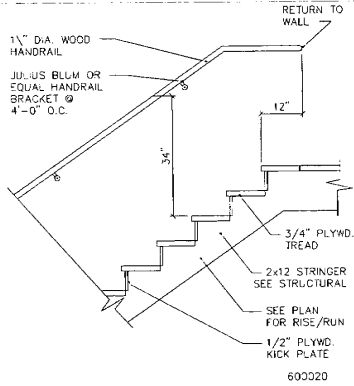 RETURN TO
WALL
1½" DIA. WOOD
HANDRAIL
JULIUS BLUM OR
EQUAL HANDRAIL
BRACKET @
4'-0" O.C.
12"
34"
3/4" PLYWD.
TREAD
2x12 STRINGER
SEE STRUCTURAL
SEE PLAN
FOR RISE/RUN
1/2" PLYWD.
KICK PLATE
600020